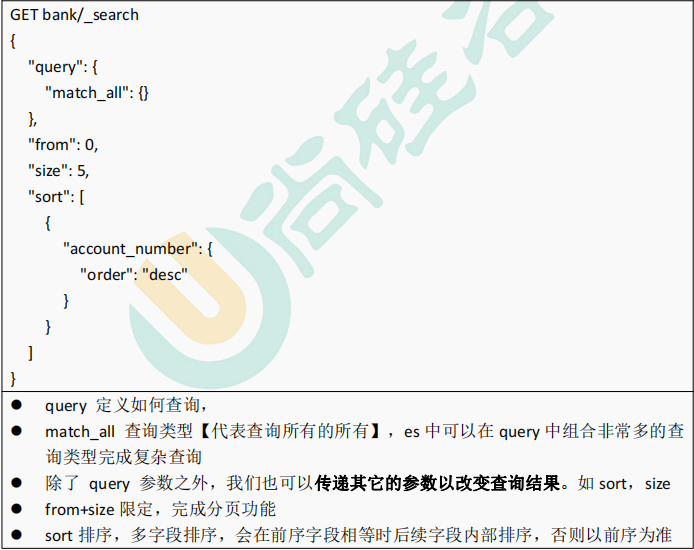 GET bank/_search
{
"query": {
"match_all": {}
},
"from": 0,
"size": 5,
"sort": [
{
"account_number": {
"order": "desc"
}
}
]
}
● query 定义如何查询，
● match_all 查询类型【代表查询所有的所有】，es 中可以在 query 中组合非常多的查
询类型完成复杂查询
● 除了 query 参数之外，我们也可以传递其它的参数以改变查询结果。如 sort，size
● from+size 限定，完成分页功能
● sort 排序，多字段排序，会在前序字段相等时后续字段内部排序，否则以前序为准
尚硅谷